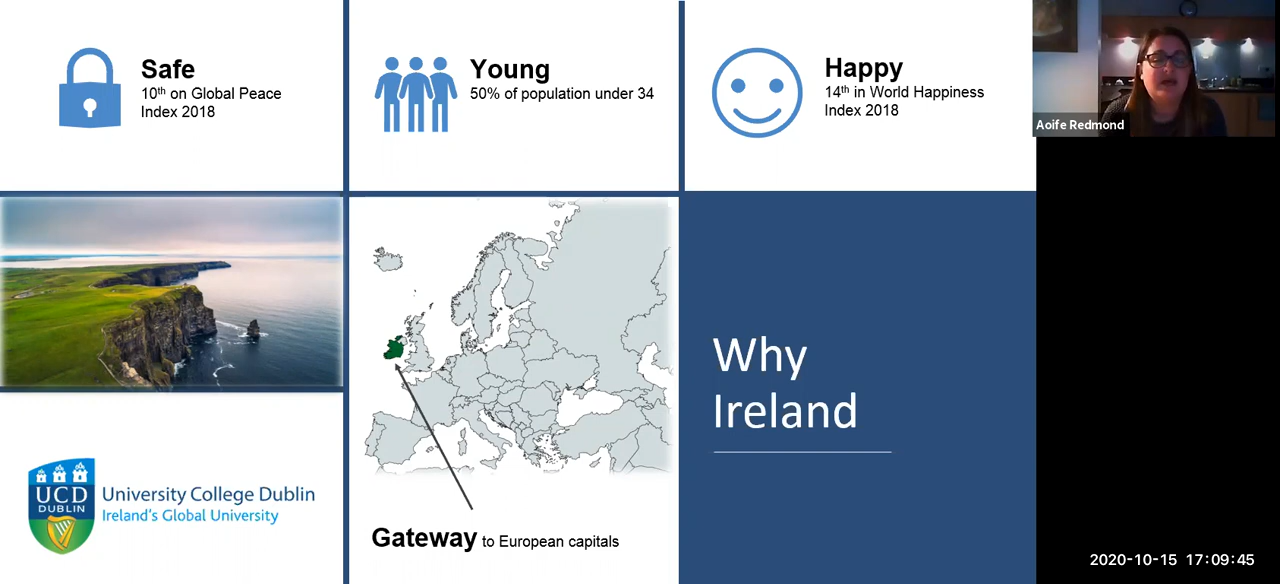 Safe
10th on Global Peace
Index 2018
Young
50% of population under 34
Happy
14th in World Happiness
Index 2018
Aoife Redmond
Why
Ireland
UCD
DUBLIN
University College Dublin
Ireland's Global University
Gateway to European capitals
2020-10-15 17:09:45